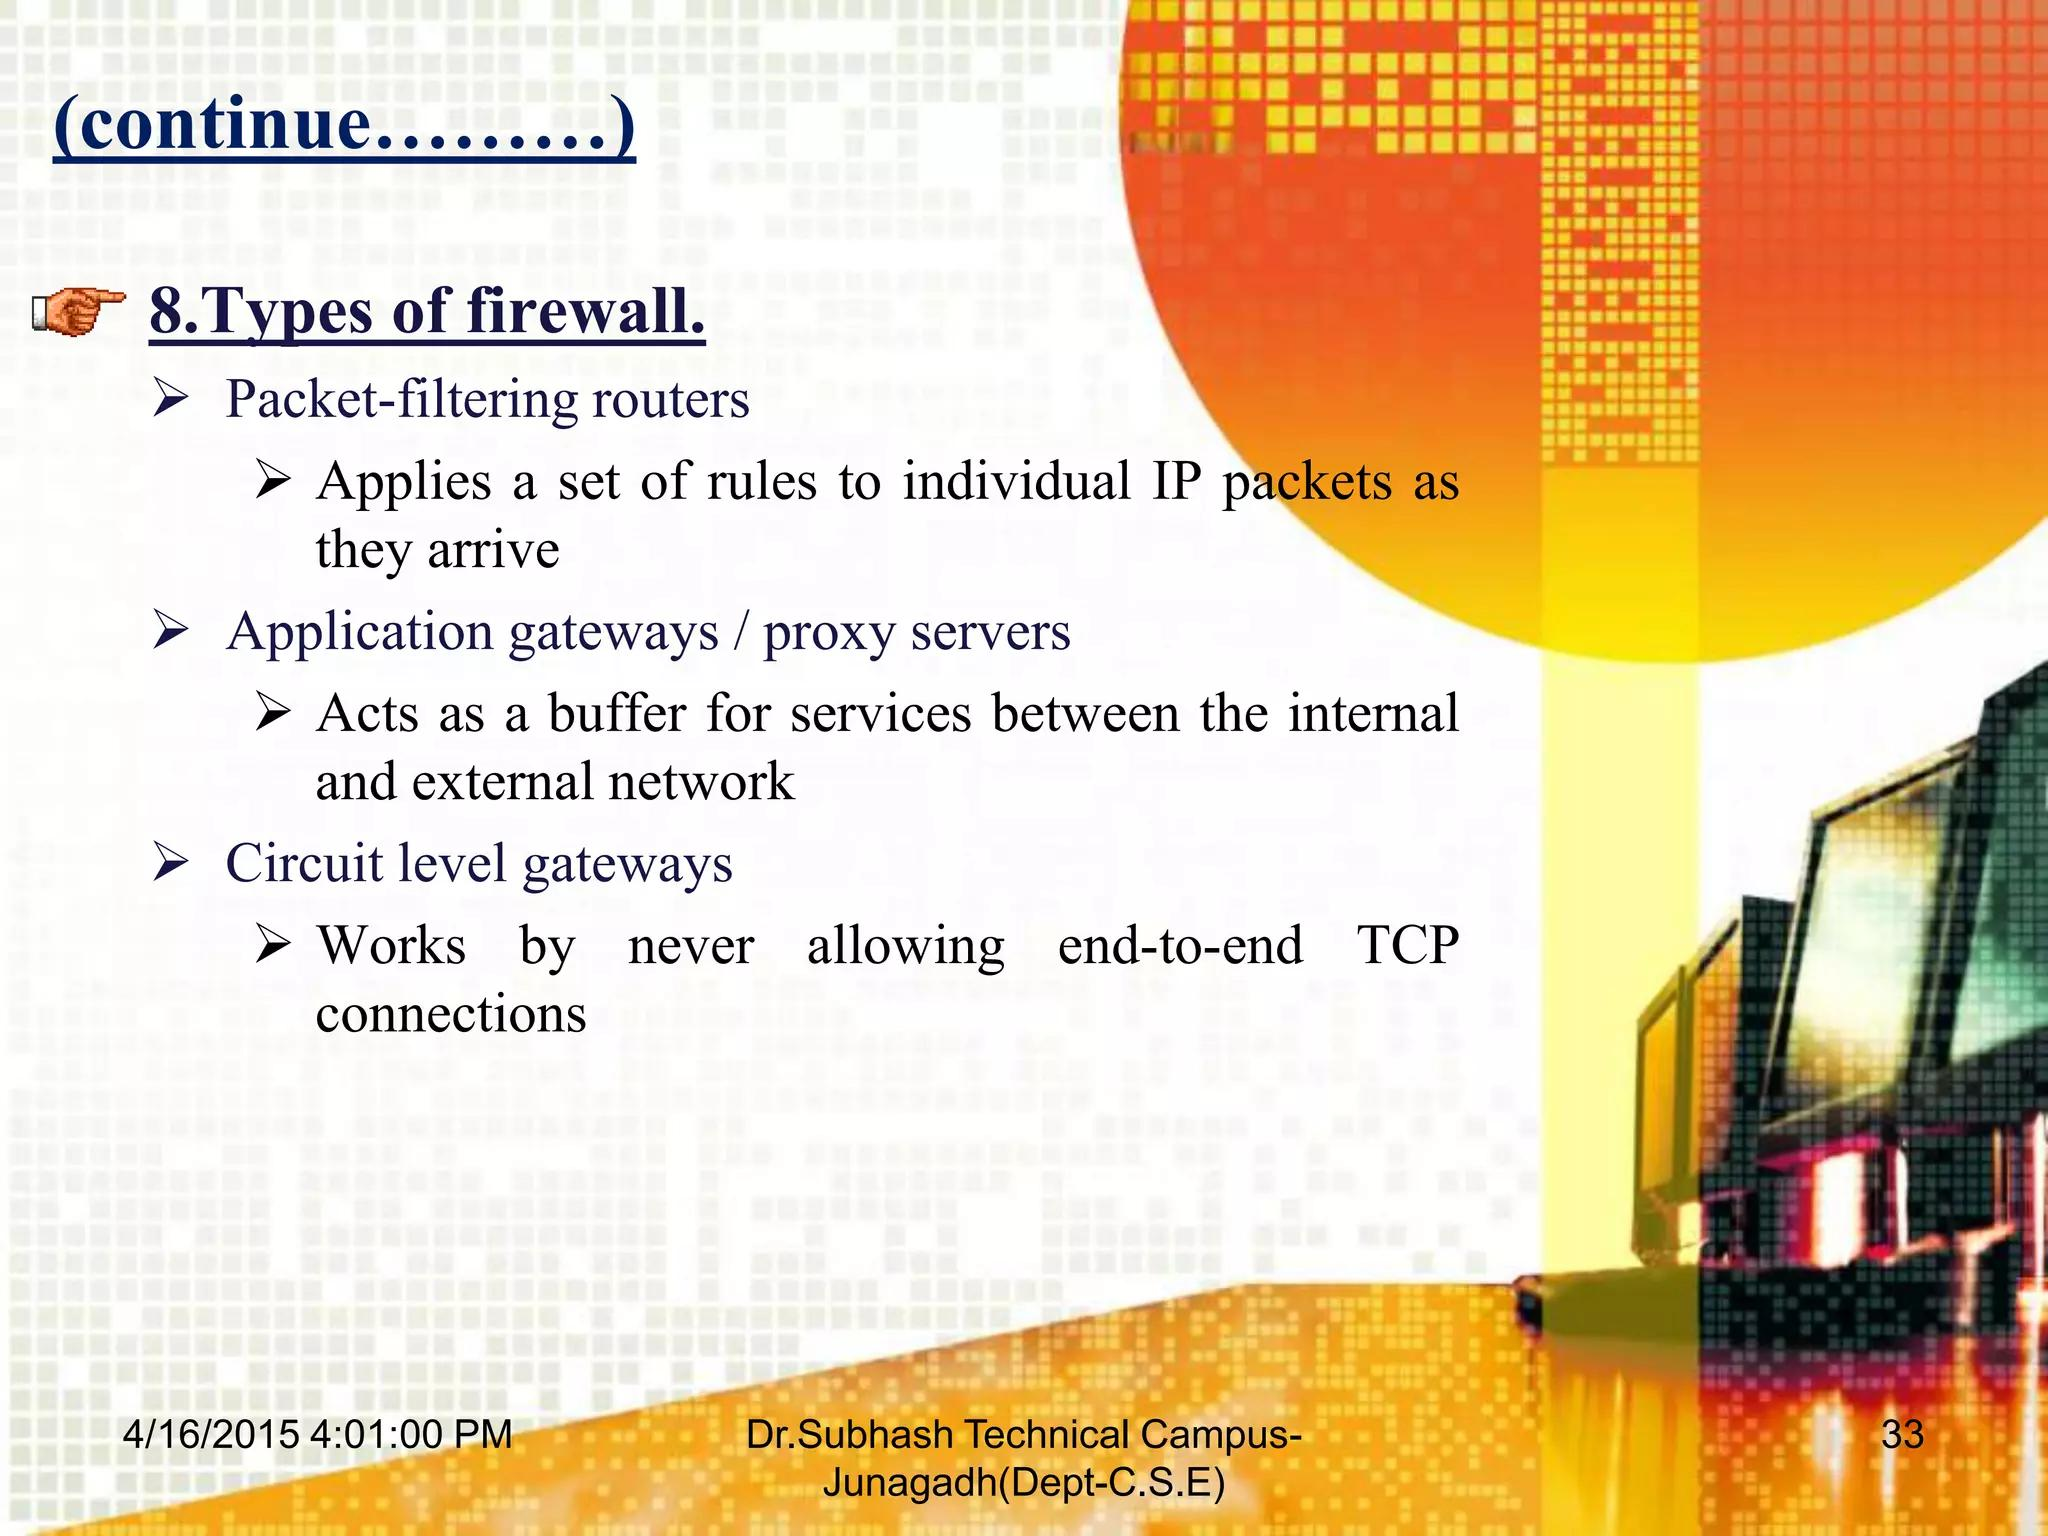 (continue………)
8.Types of firewall.
➢ Packet-filtering routers
➢ Applies a set of rules to individual IP packets as
they arrive
➢ Application gateways / proxy servers
➢ Acts as a buffer for services between the internal
and external network
➢ Circuit level gateways
➢ Works by never allowing end-to-end TCP
connections
4/16/2015 4:01:00 PM
Dr.Subhash Technical Campus-
Junagadh(Dept-C.S.E)
33